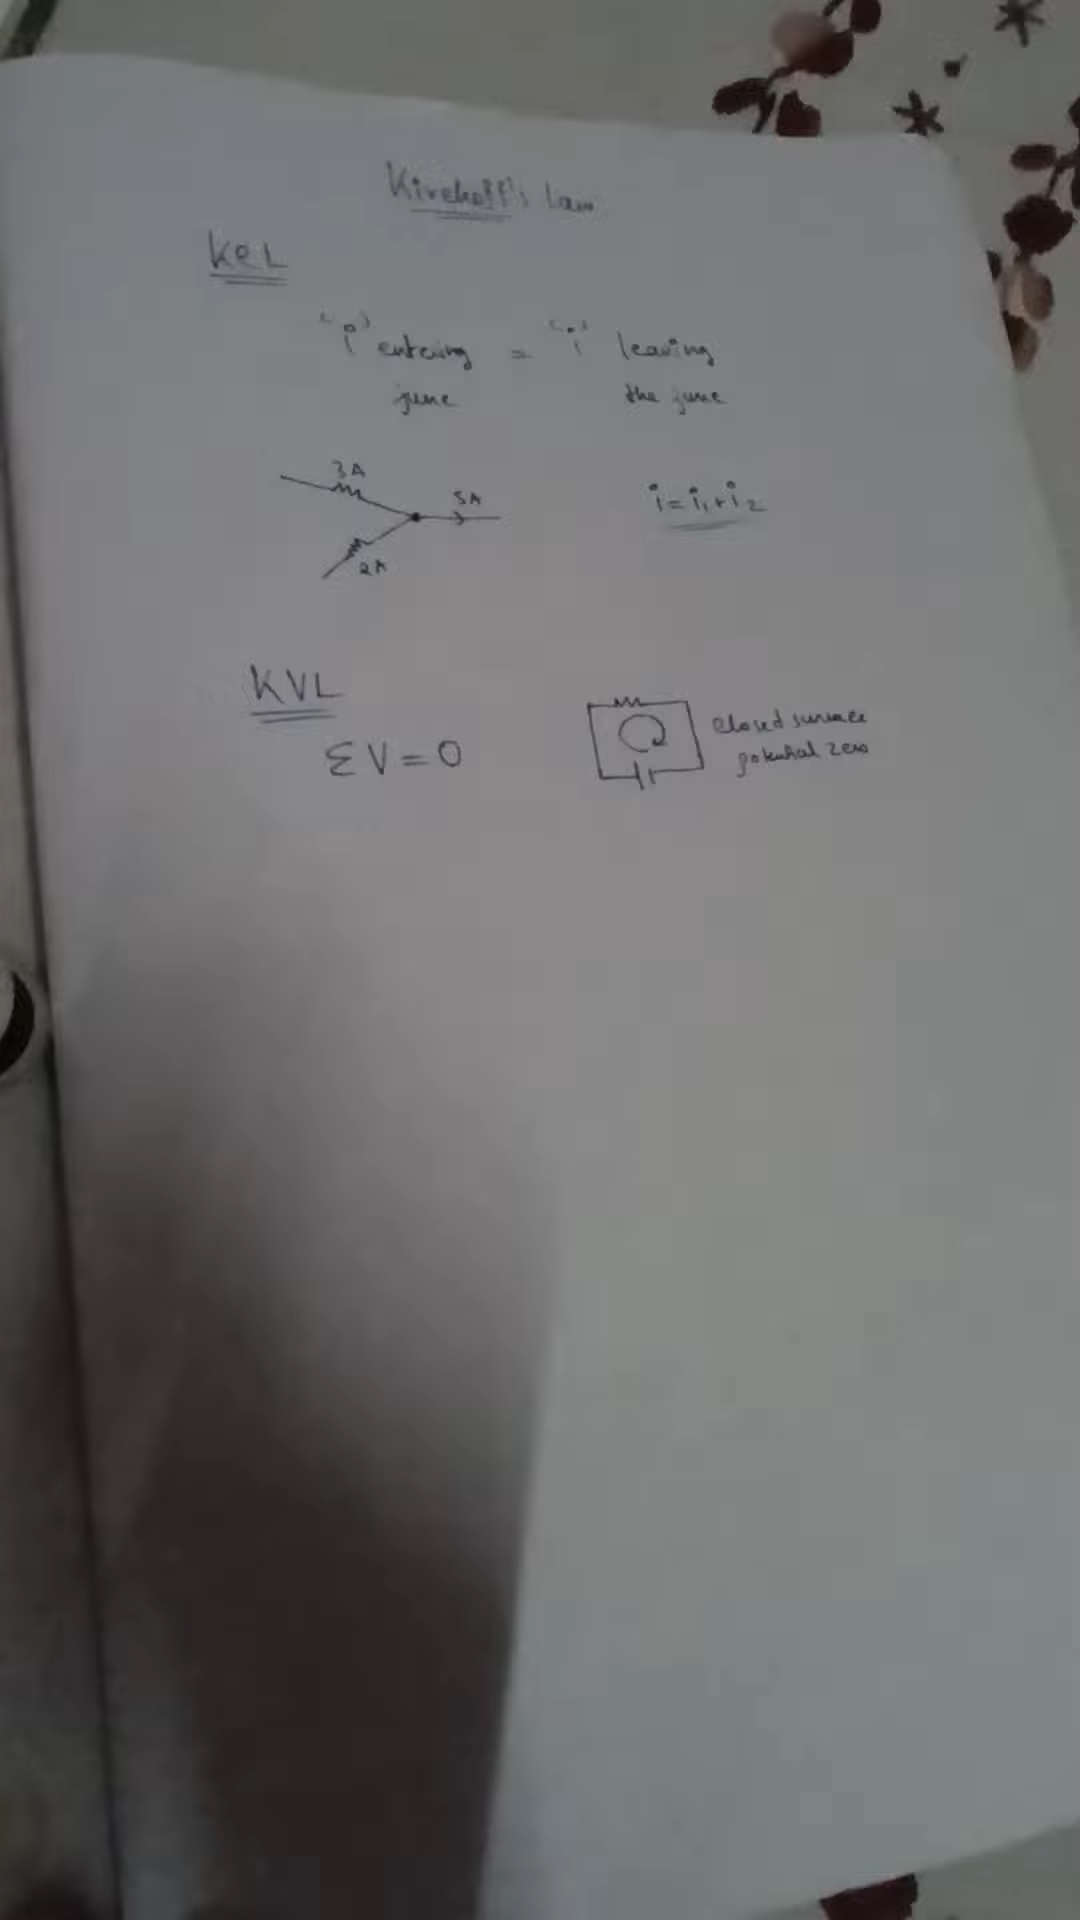 Kirchoff's law
KCL
'i' entering = 'i' leaving
junc the junc
3A
5A
i = i₁ + i₂
2A
KVL
ΣV = 0
closed surface
potential zero